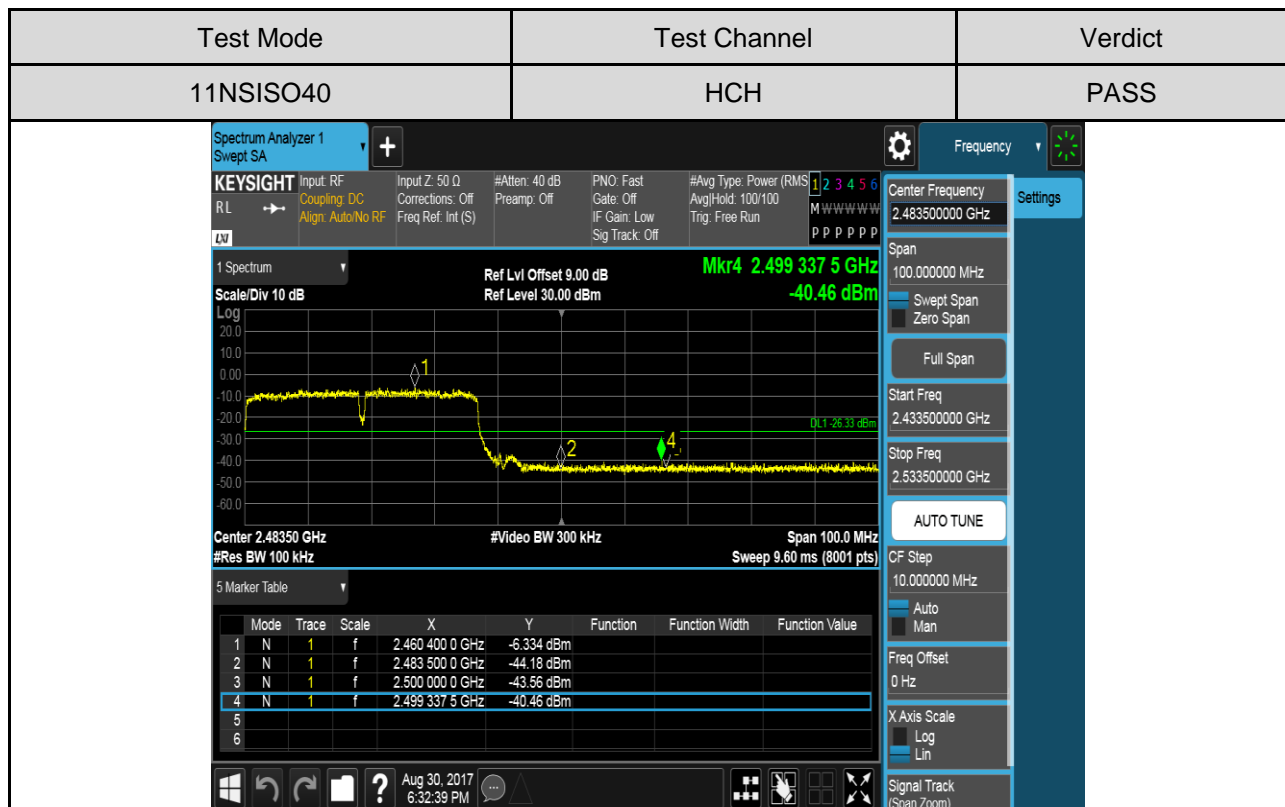 Test Mode Test Channel Verdict
11NSISO40 HCH PASS
Spectrum Analyzer 1
Swept SA
Frequency
KEYSIGHT Input: RF Input Z: 50 Ω #Atten: 40 dB PNO: Fast #Avg Type: Power (RMS 1 2 3 4 5 6
RL Coupling: DC Corrections: Off Preamp: Off Gate: Off Avg|Hold: 100/100 M W W W W W
Align: Auto/No RF Freq Ref: Int (S) IF Gain: Low Trig: Free Run
LXI Sig Track: Off P P P P P P
1 Spectrum
Ref Lvl Offset 9.00 dB Mkr4 2.499 337 5 GHz
Scale/Div 10 dB Ref Level 30.00 dBm -40.46 dBm
Log
20.0
10.0
0.00
-10.0
-20.0
-30.0
-40.0
-50.0
-60.0
1
2
4
DL1 -26.33 dBm
Center 2.48350 GHz #Video BW 300 kHz Span 100.0 MHz
#Res BW 100 kHz Sweep 9.60 ms (8001 pts)
5 Marker Table
Mode Trace Scale X Y Function Function Width Function Value
1 N 1 f 2.460 400 0 GHz -6.334 dBm
2 N 1 f 2.483 500 0 GHz -44.18 dBm
3 N 1 f 2.500 000 0 GHz -43.56 dBm
4 N 1 f 2.499 337 5 GHz -40.46 dBm
5
6
Aug 30, 2017
6:32:39 PM
Center Frequency
2.483500000 GHz
Settings
Span
100.000000 MHz
Swept Span
Zero Span
Full Span
Start Freq
2.433500000 GHz
Stop Freq
2.533500000 GHz
AUTO TUNE
CF Step
10.000000 MHz
Auto
Man
Freq Offset
0 Hz
X Axis Scale
Log
Lin
Signal Track
(Span Zoom)